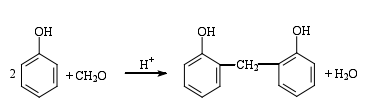 OH OH OH
2 + CH₂O H⁺ CH₂ + H₂O